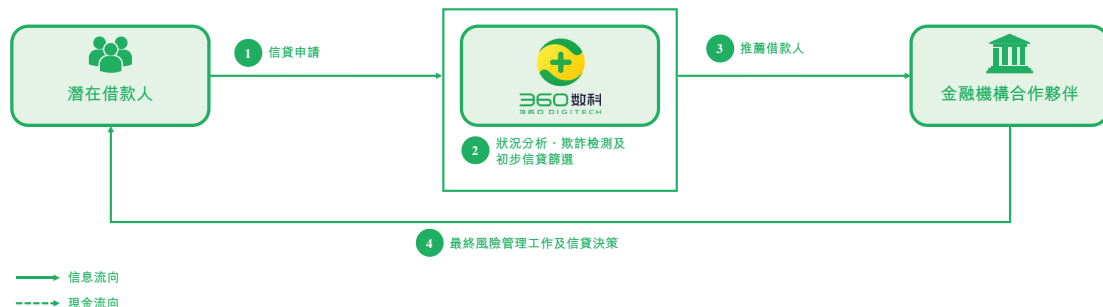 1 信貸申請
3 推薦借款人
潛在借款人
360数科
360 DIGITECH
金融機構合作夥伴
2 狀況分析、欺詐檢測及
初步信貸篩選
4 最終風險管理工作及信貸決策
信息流向
現金流向